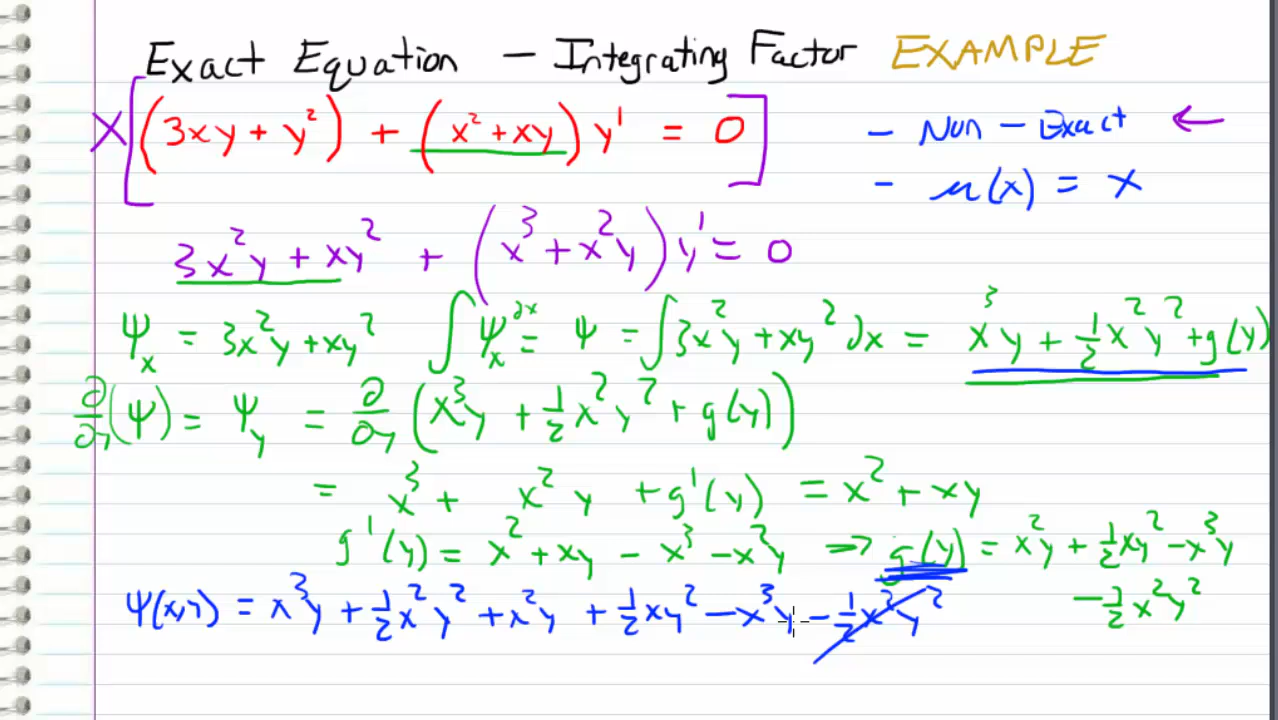 Exact Equation – Integrating Factor EXAMPLE
x[(3xy + y²) + (x² + xy) y' = 0]
– Non – Exact ←
– μ(x) = x
3x²y + xy² + (x³ + x²y) y' = 0
Ψₓ = 3x²y + xy² ∫Ψₓ ∂x = Ψ = ∫3x²y + xy² ∂x = x³y + ½x²y² + g(y)
∂/∂y (Ψ) = Ψ_y = ∂/∂y (x³y + ½x²y² + g(y))
= x³ + x²y + g'(y) = x² + xy
g'(y) = x² + xy – x³ – x²y ⇒ g(y) = x²y + ½xy² – x³y
– ½x²y²
Ψ(x,y) = x³y + ½x²y² + x²y + ½xy² – x³y – ½x²y²